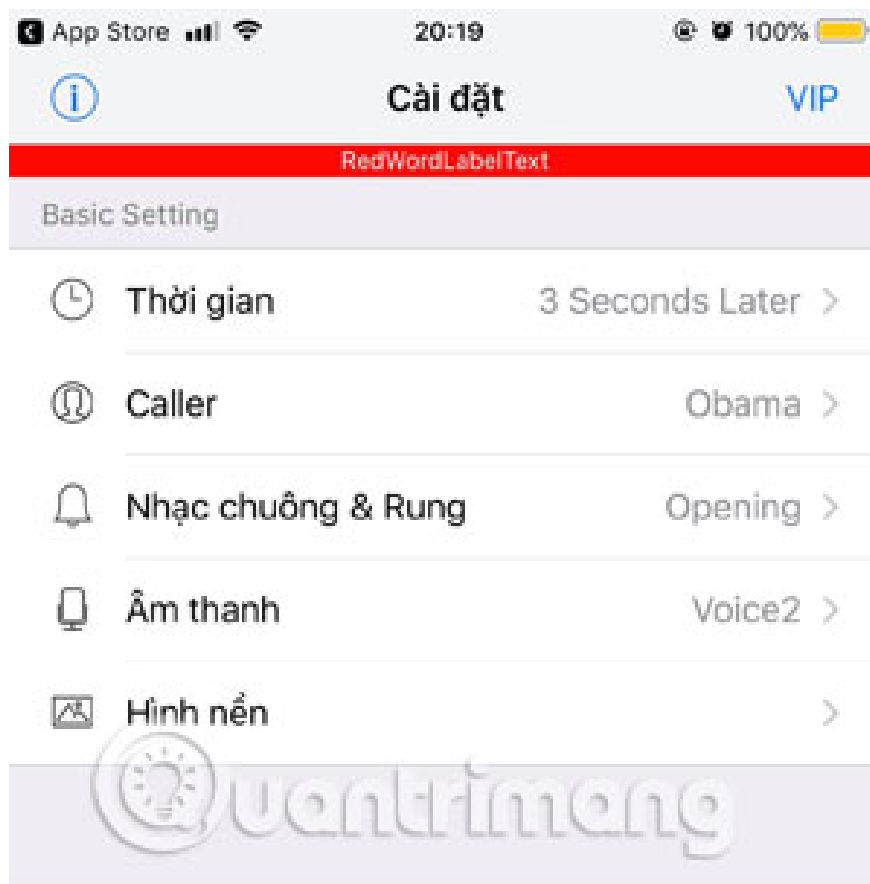 App Store 20:19 100%
Cài đặt VIP
RedWordLabelText
Basic Setting
Thời gian 3 Seconds Later
Caller Obama
Nhạc chuông & Rung Opening
Âm thanh Voice2
Hình nền
Quantrimang